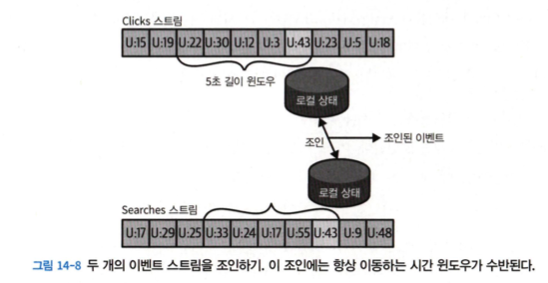 Clicks 스트림
U:15 U:19 U:22 U:30 U:12 U:3 U:43 U:23 U:5 U:18
5초 길이 윈도우
로컬 상태
조인 조인된 이벤트
로컬 상태
Searches 스트림
U:17 U:29 U:25 U:33 U:24 U:17 U:55 U:43 U:9 U:48
그림 14-8 두 개의 이벤트 스트림을 조인하기. 이 조인에는 항상 이동하는 시간 윈도우가 수반된다.